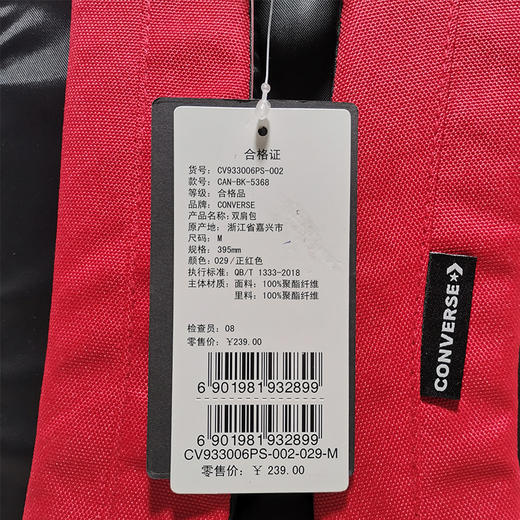 合格证
货号: CV933006PS-002
款号: CAN-BK-5368
等级: 合格品
品牌: CONVERSE
产品名称: 双肩包
原产地: 浙江省嘉兴市
尺码: M
规格: 395mm
颜色: 029/正红色
执行标准: QB/T 1333-2018
主体材质: 面料: 100%聚酯纤维
里料: 100%聚酯纤维
检查员: 08
零售价: ¥239.00
6 901981 932899
6 901981 932899
CV933006PS-002-029-M
零售价: ¥ 239.00
CONVERSE